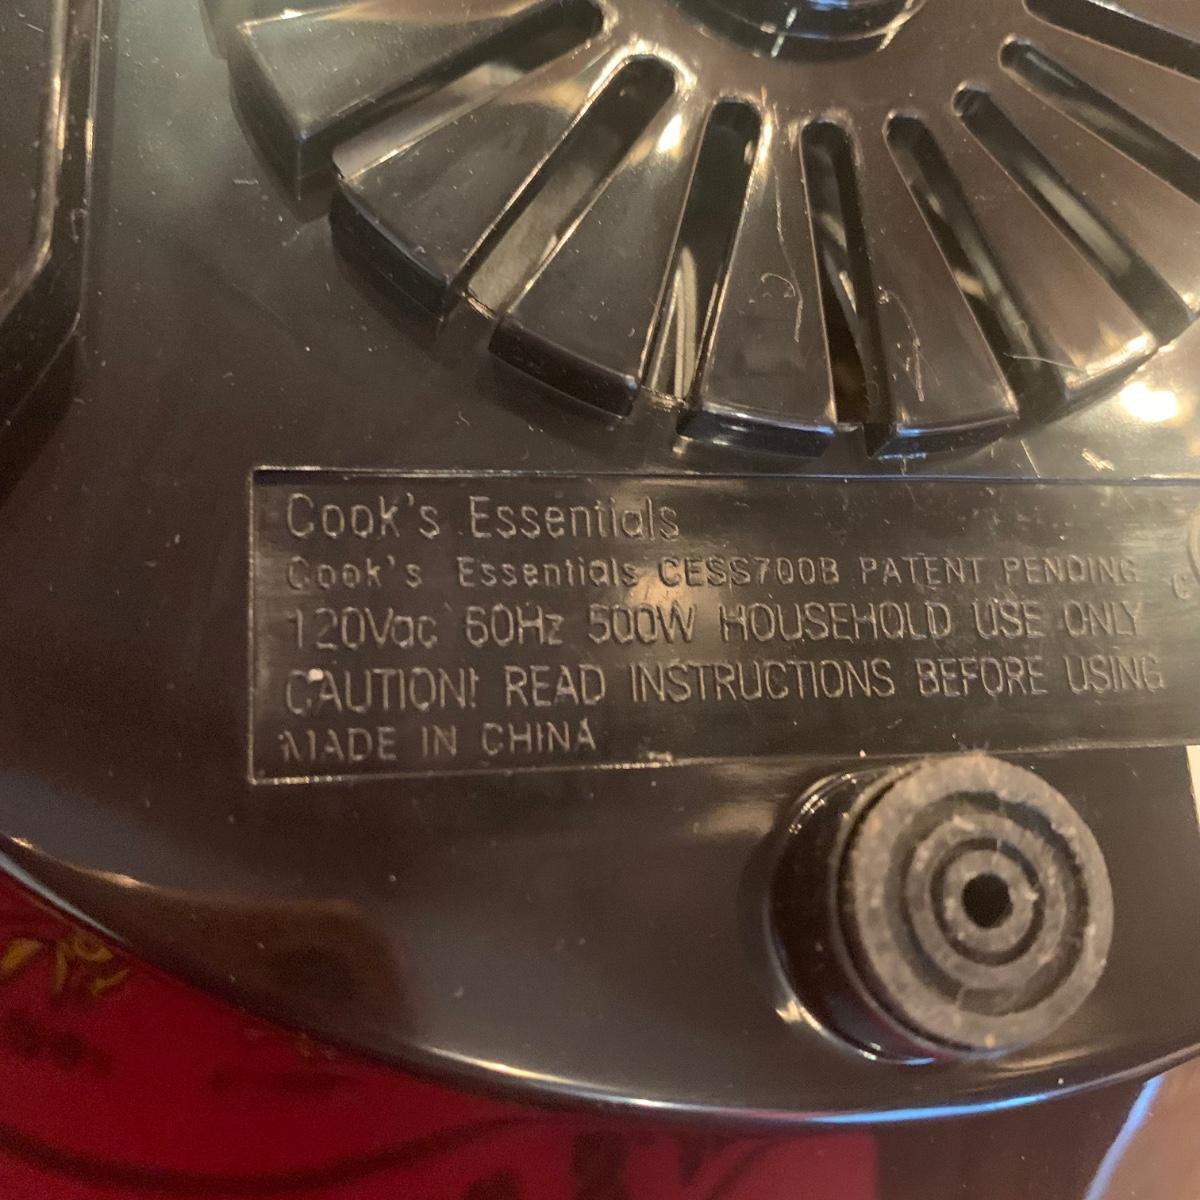 Cook's Essentials
Cook's Essentials CESS700B PATENT PENDING
120Vac 60Hz 500W HOUSEHOLD USE ONLY
CAUTION! READ INSTRUCTIONS BEFORE USING
MADE IN CHINA